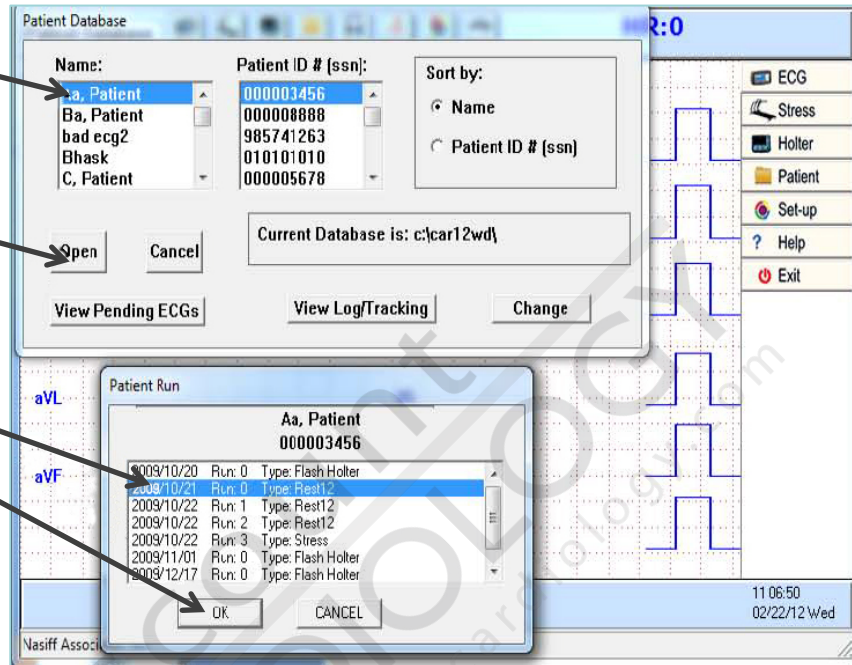 Patient Database
HR:0
Name:
Patient ID # (ssn):
Sort by:
Aa, Patient
Ba, Patient
bad ecg2
Bhask
C, Patient
000003456
000008888
985741263
010101010
000005678
Name
Patient ID # (ssn)
Open
Cancel
Current Database is: c:\car12wd\
View Pending ECGs
View Log/Tracking
Change
ECG
Stress
Holter
Patient
Set-up
? Help
Exit
aVL
aVF
Patient Run
Aa, Patient
000003456
2009/10/20 Run: 0 Type: Flash Holter
2009/10/21 Run: 0 Type: Rest12
2009/10/22 Run: 1 Type: Rest12
2009/10/22 Run: 2 Type: Rest12
2009/10/22 Run: 3 Type: Stress
2009/11/01 Run: 0 Type: Flash Holter
2009/12/17 Run: 0 Type: Flash Holter
OK
CANCEL
11 06:50
02/22/12 Wed
Nasiff Associ